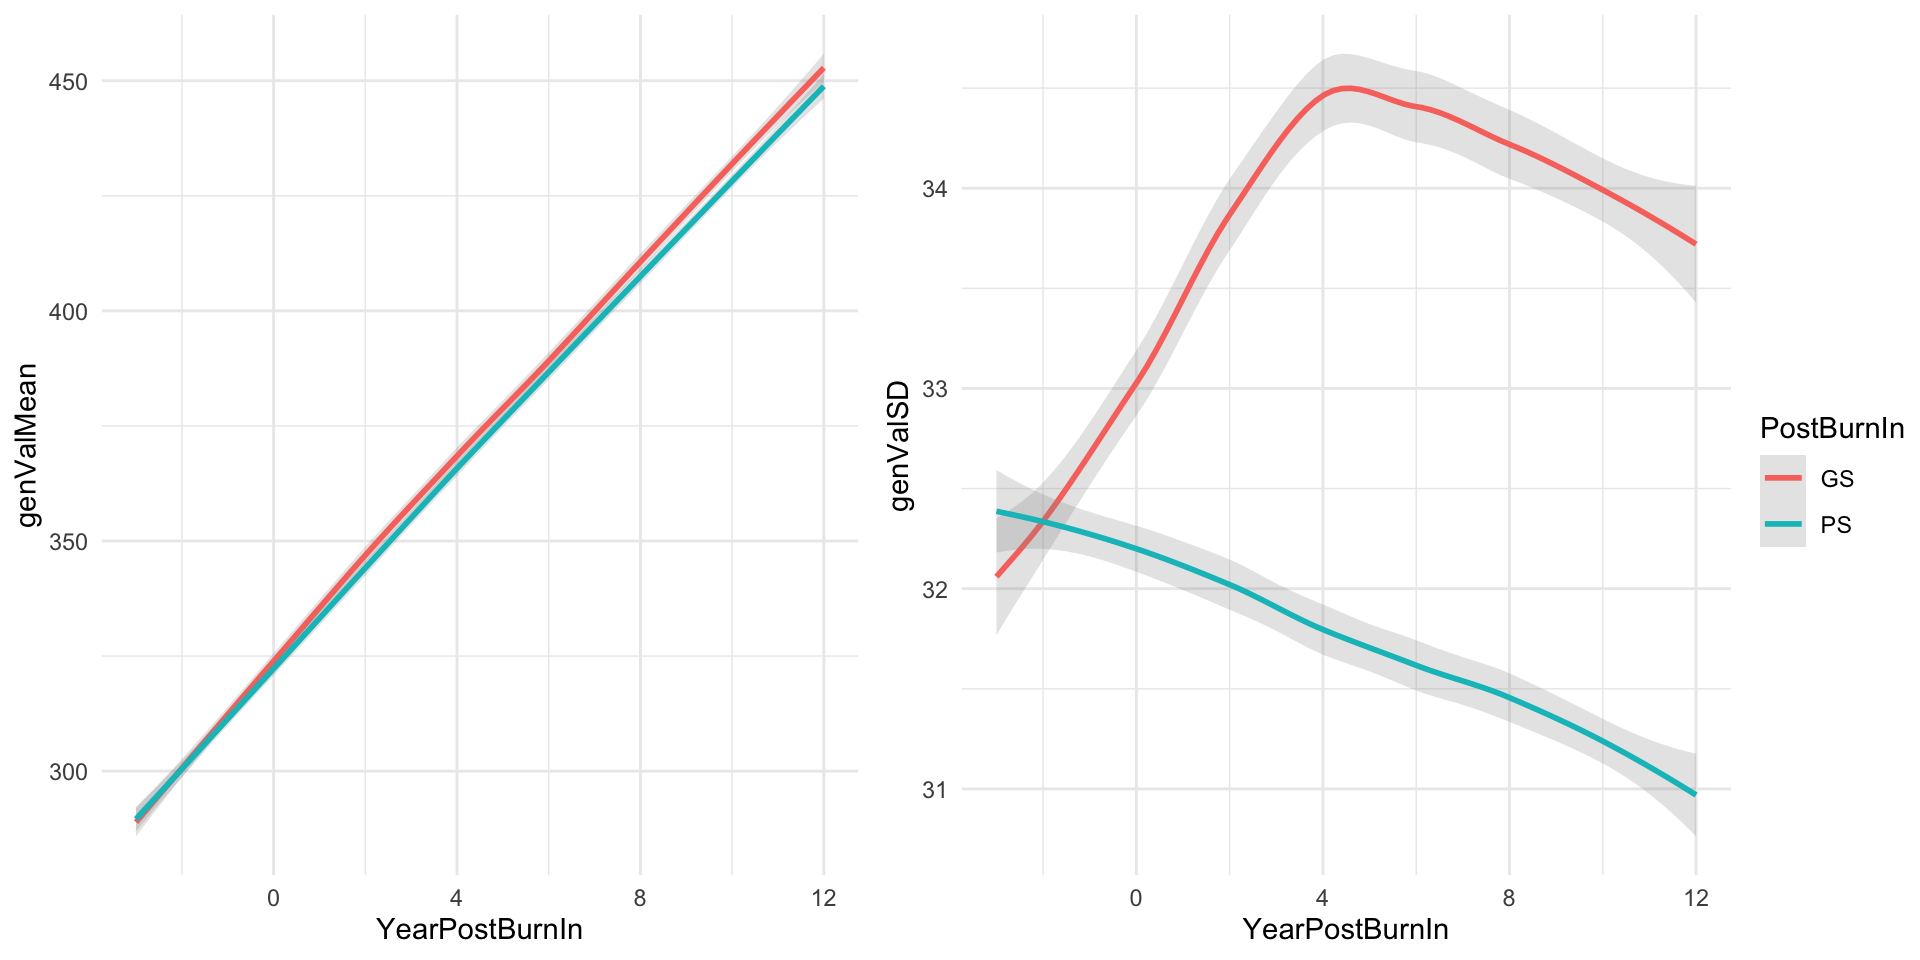 genValMean
450
400
350
300
0 4 8 12
YearPostBurnIn
genValSD
34
33
32
31
0 4 8 12
YearPostBurnIn
PostBurnIn
GS
PS